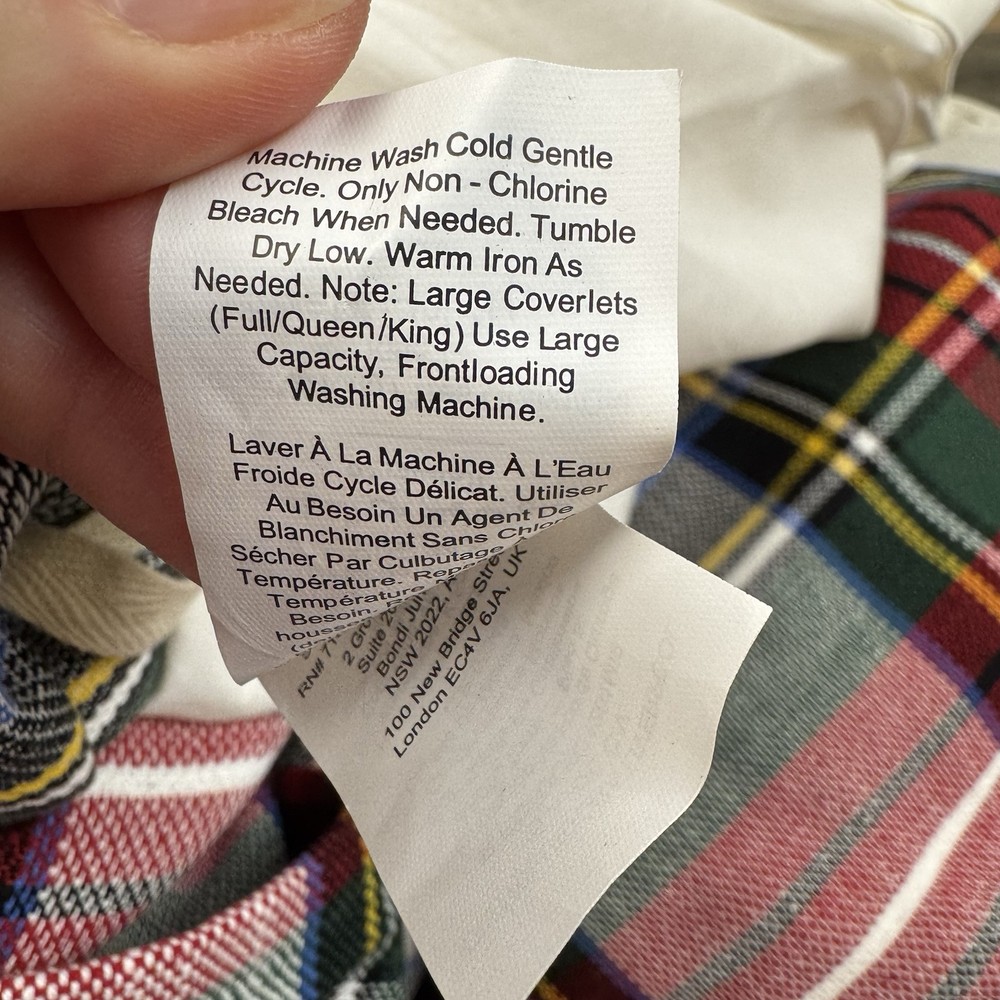 Machine Wash Cold Gentle
Cycle. Only Non - Chlorine
Bleach When Needed. Tumble
Dry Low. Warm Iron As
Needed. Note: Large Coverlets
(Full/Queen/King) Use Large
Capacity, Frontloading
Washing Machine.
Laver À La Machine À L'Eau
Froide Cycle Délicat. Utiliser
Au Besoin Un Agent De
Blanchiment Sans
Sécher Par Culbutage
Température.
Température
Besoin.
RN#
2
Suite
Bondi
NSW 2022,
100 New Bridge
London EC4V 6JA, UK